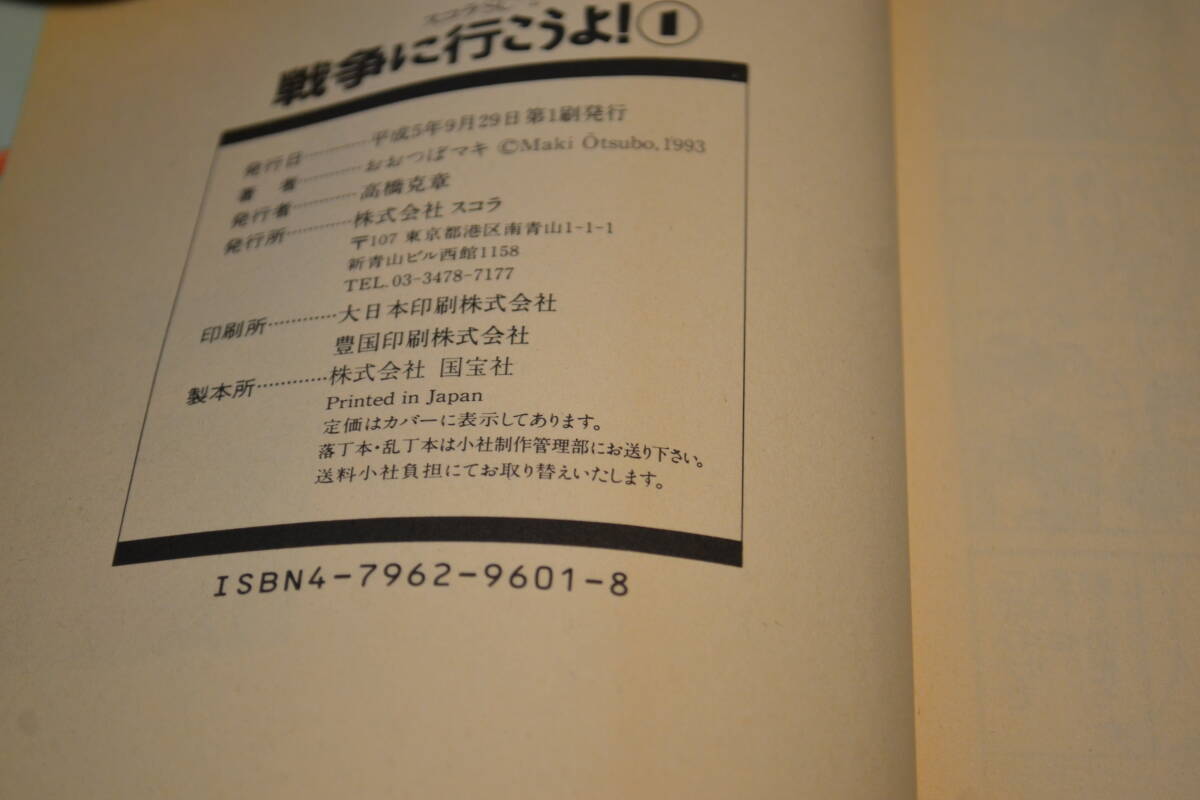 スコラSC
戦争に行こうよ!①
発行日…………平成5年9月29日第1刷発行
著　者…………おおつぼマキ ©Maki Ōtsubo, 1993
発行者…………高橋克章
発行所…………株式会社 スコラ
〒107 東京都港区南青山1-1-1
新青山ビル西館1158
TEL. 03-3478-7177
印刷所…………大日本印刷株式会社
豊国印刷株式会社
製本所…………株式会社 国宝社
Printed in Japan
定価はカバーに表示してあります。
落丁本・乱丁本は小社制作管理部にお送り下さい。
送料小社負担にてお取り替えいたします。
ISBN4-7962-9601-8